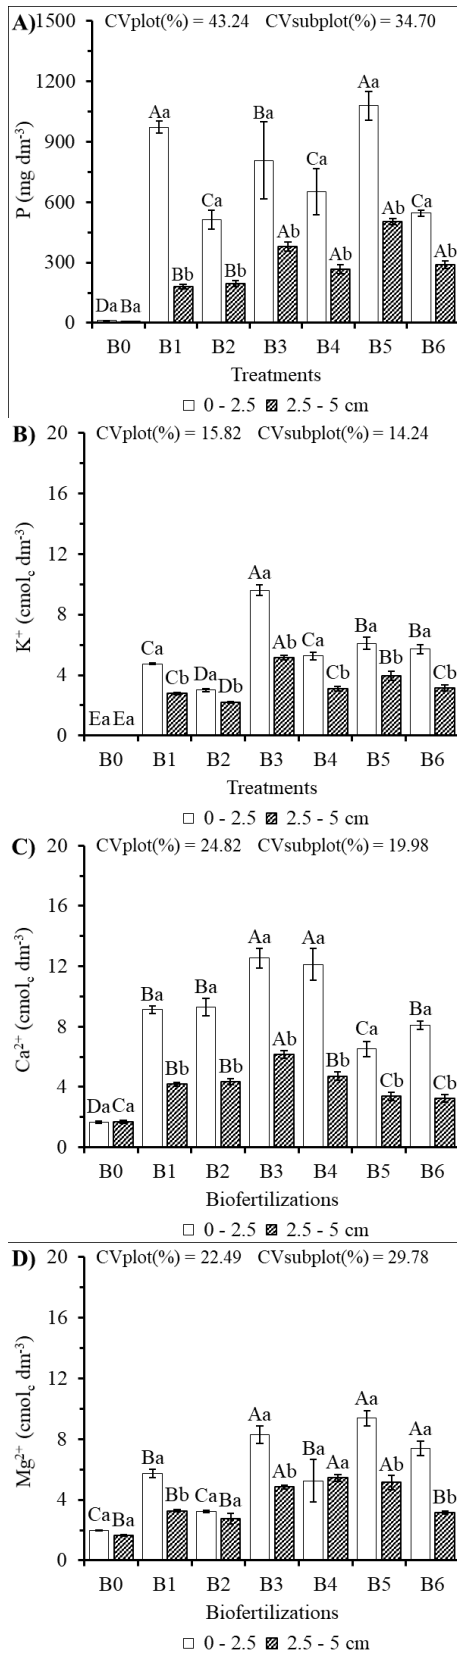 A) CVplot(%) = 43.24 CVsubplot(%) = 34.70
1500
1200
900
600
300
0
P (mg dm-3)
Da Ba Aa Bb Ca Bb Ba Ab Ca Ab Aa Ab Ca Ab
B0 B1 B2 B3 B4 B5 B6
Treatments
0 - 2.5 2.5 - 5 cm
B) CVplot(%) = 15.82 CVsubplot(%) = 14.24
20
16
12
8
4
0
K+ (cmolc dm-3)
Ea Ea Ca Cb Da Db Aa Ab Ca Cb Ba Bb Ba Cb
B0 B1 B2 B3 B4 B5 B6
Treatments
0 - 2.5 2.5 - 5 cm
C) CVplot(%) = 24.82 CVsubplot(%) = 19.98
20
16
12
8
4
0
Ca2+ (cmolc dm-3)
Da Ca Ba Bb Ba Bb Aa Ab Aa Bb Ca Cb Ba Cb
B0 B1 B2 B3 B4 B5 B6
Biofertilizations
0 - 2.5 2.5 - 5 cm
D) CVplot(%) = 22.49 CVsubplot(%) = 29.78
20
16
12
8
4
0
Mg2+ (cmolc dm-3)
Ca Ba Ba Bb Ca Ba Aa Ab Ba Aa Aa Ab Aa Bb
B0 B1 B2 B3 B4 B5 B6
Biofertilizations
0 - 2.5 2.5 - 5 cm